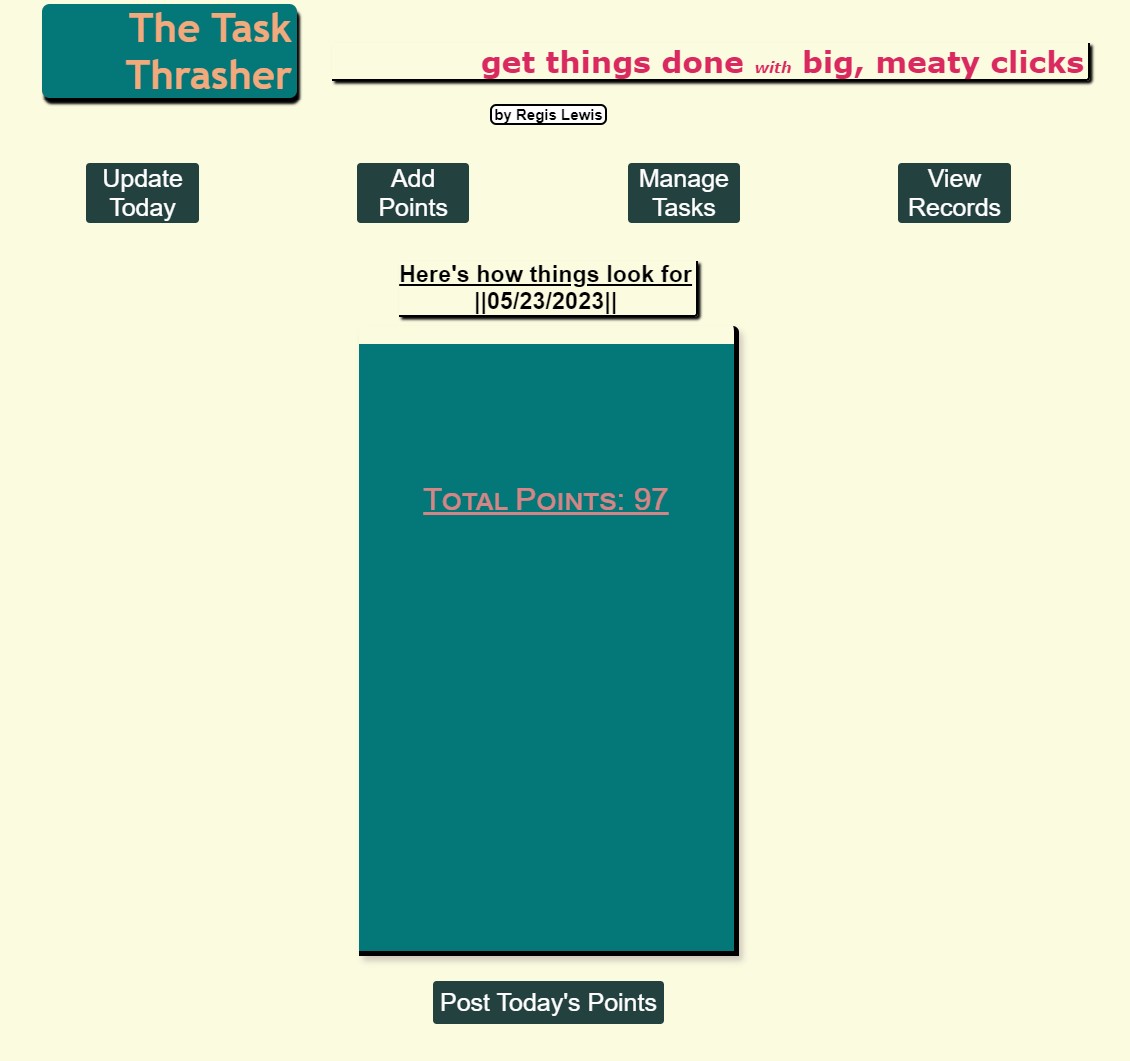 The Task
Thrasher
get things done with big, meaty clicks
by Regis Lewis
Update
Today
Add
Points
Manage
Tasks
View
Records
Here's how things look for
||05/23/2023||
Total Points: 97
Post Today's Points